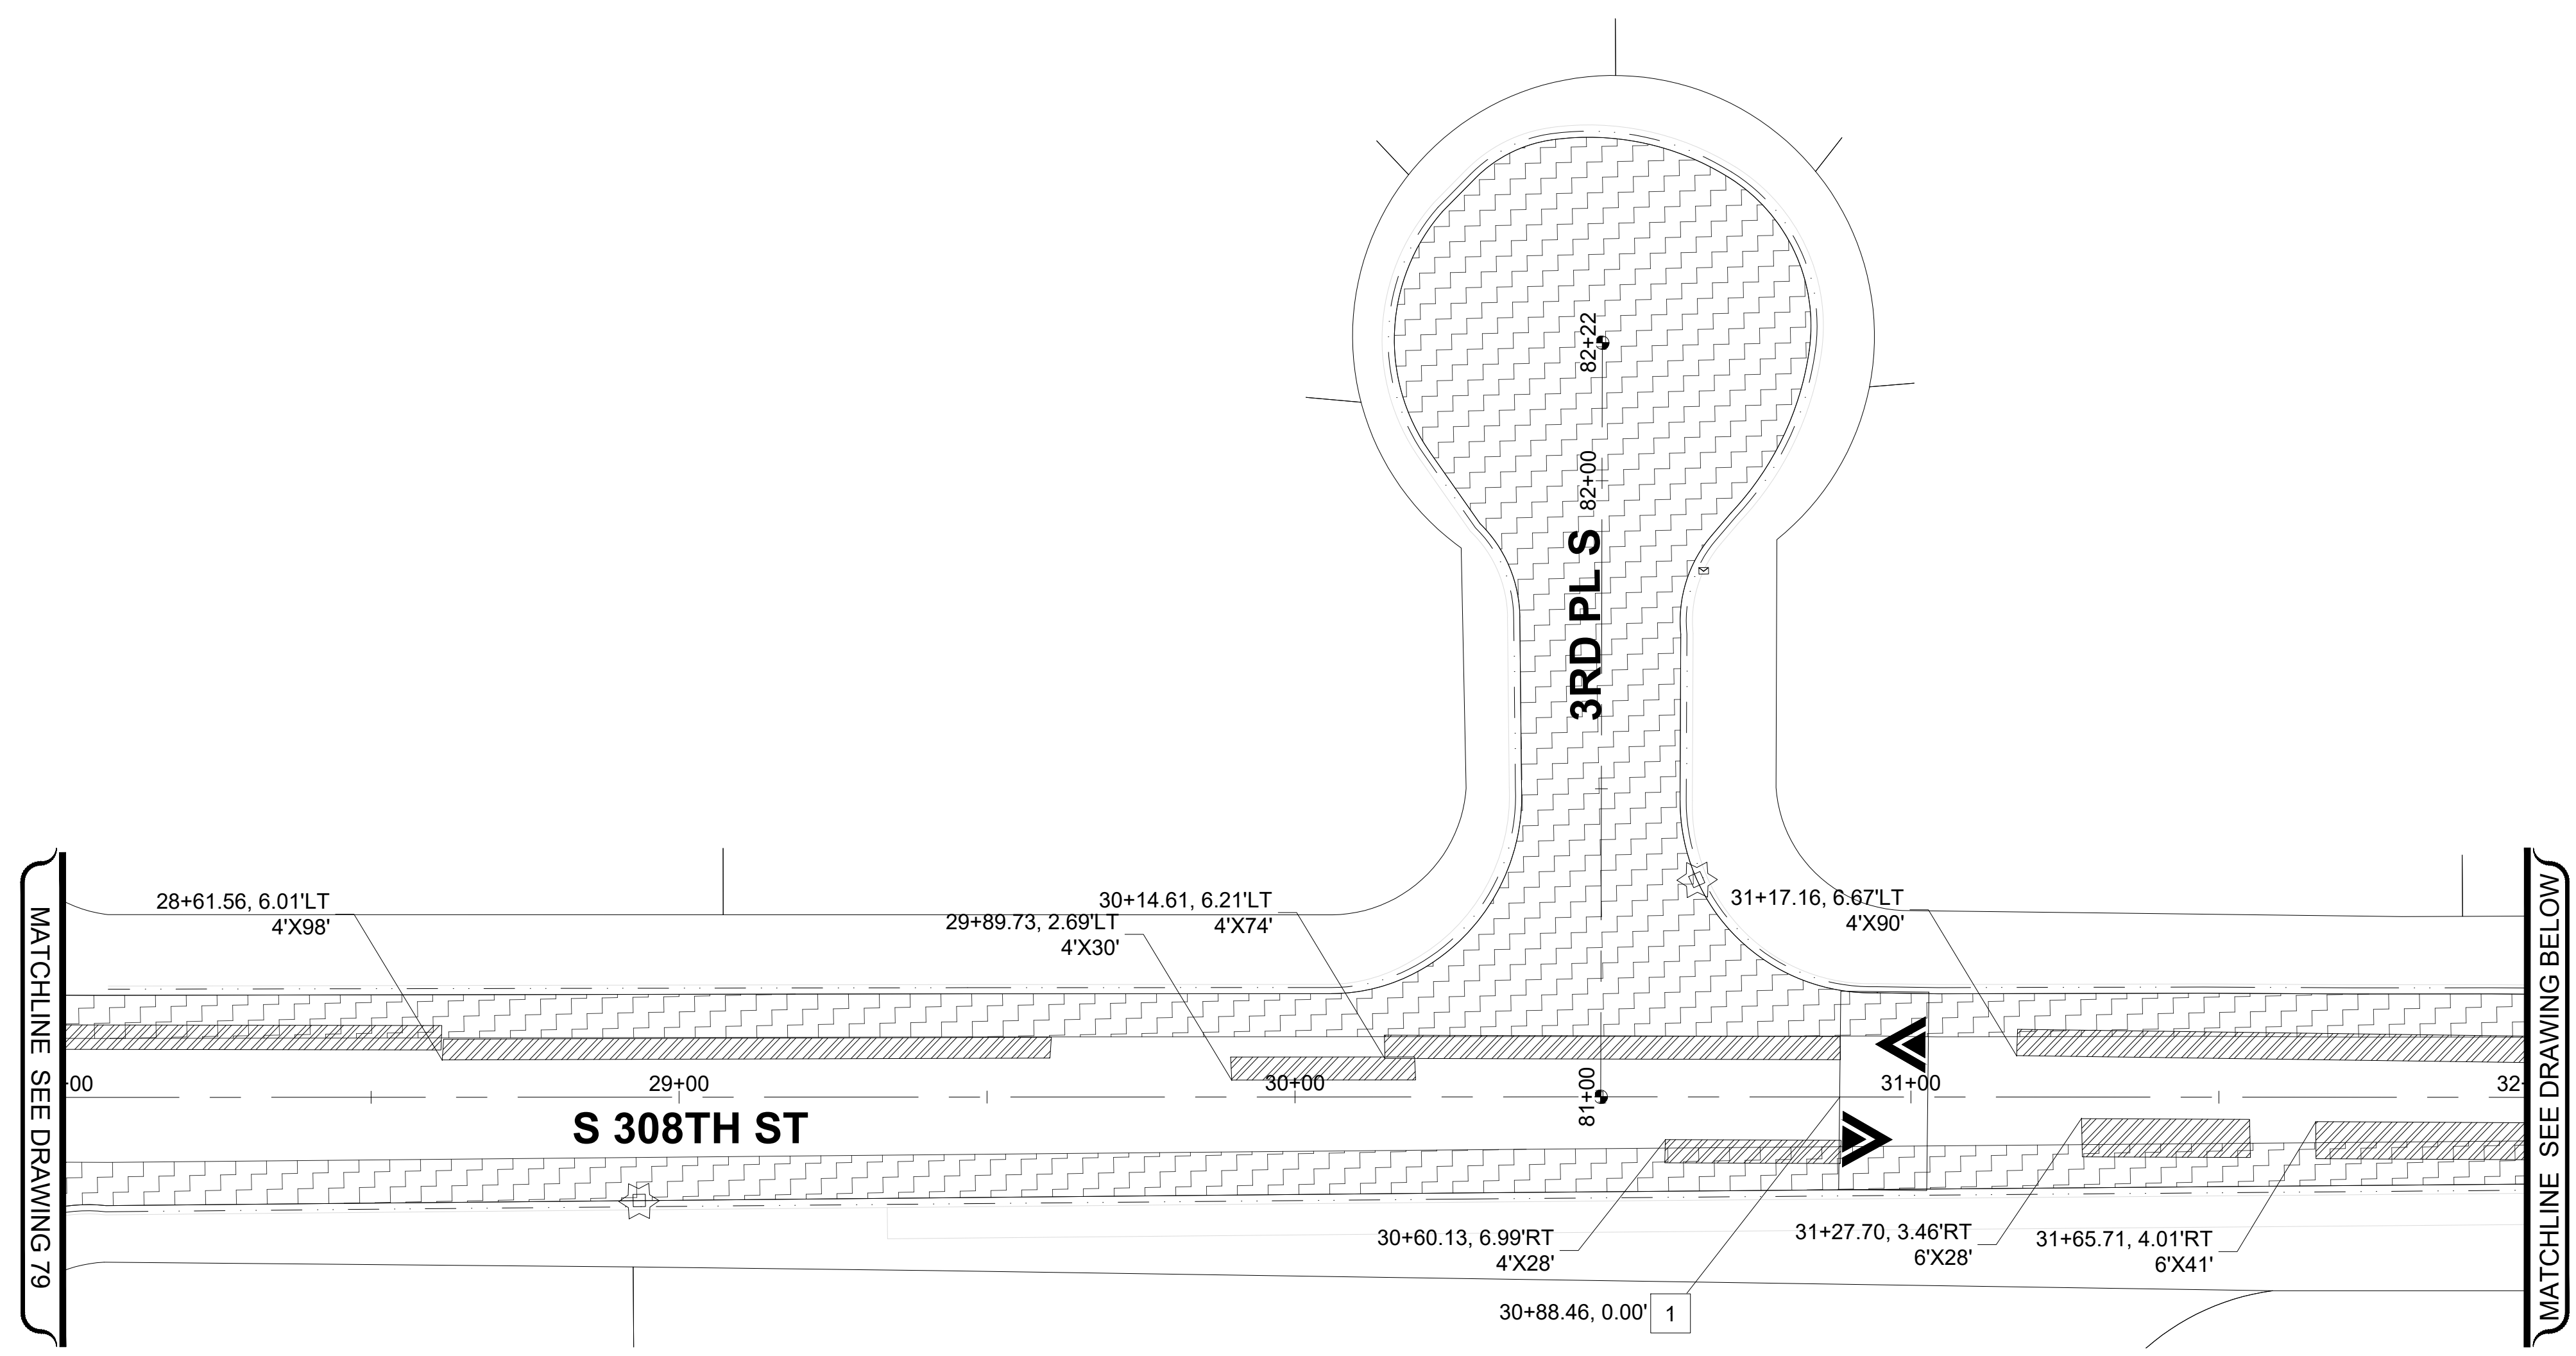 82+22
82+00
3RD PL S
81+00
28+61.56, 6.01'LT
4'X98'
29+89.73, 2.69'LT
4'X30'
30+14.61, 6.21'LT
4'X74'
31+17.16, 6.67'LT
4'X90'
MATCHLINE SEE DRAWING 79
+00
29+00
30+00
31+00
32+
MATCHLINE SEE DRAWING BELOW
S 308TH ST
30+60.13, 6.99'RT
4'X28'
31+27.70, 3.46'RT
6'X28'
31+65.71, 4.01'RT
6'X41'
30+88.46, 0.00' 1